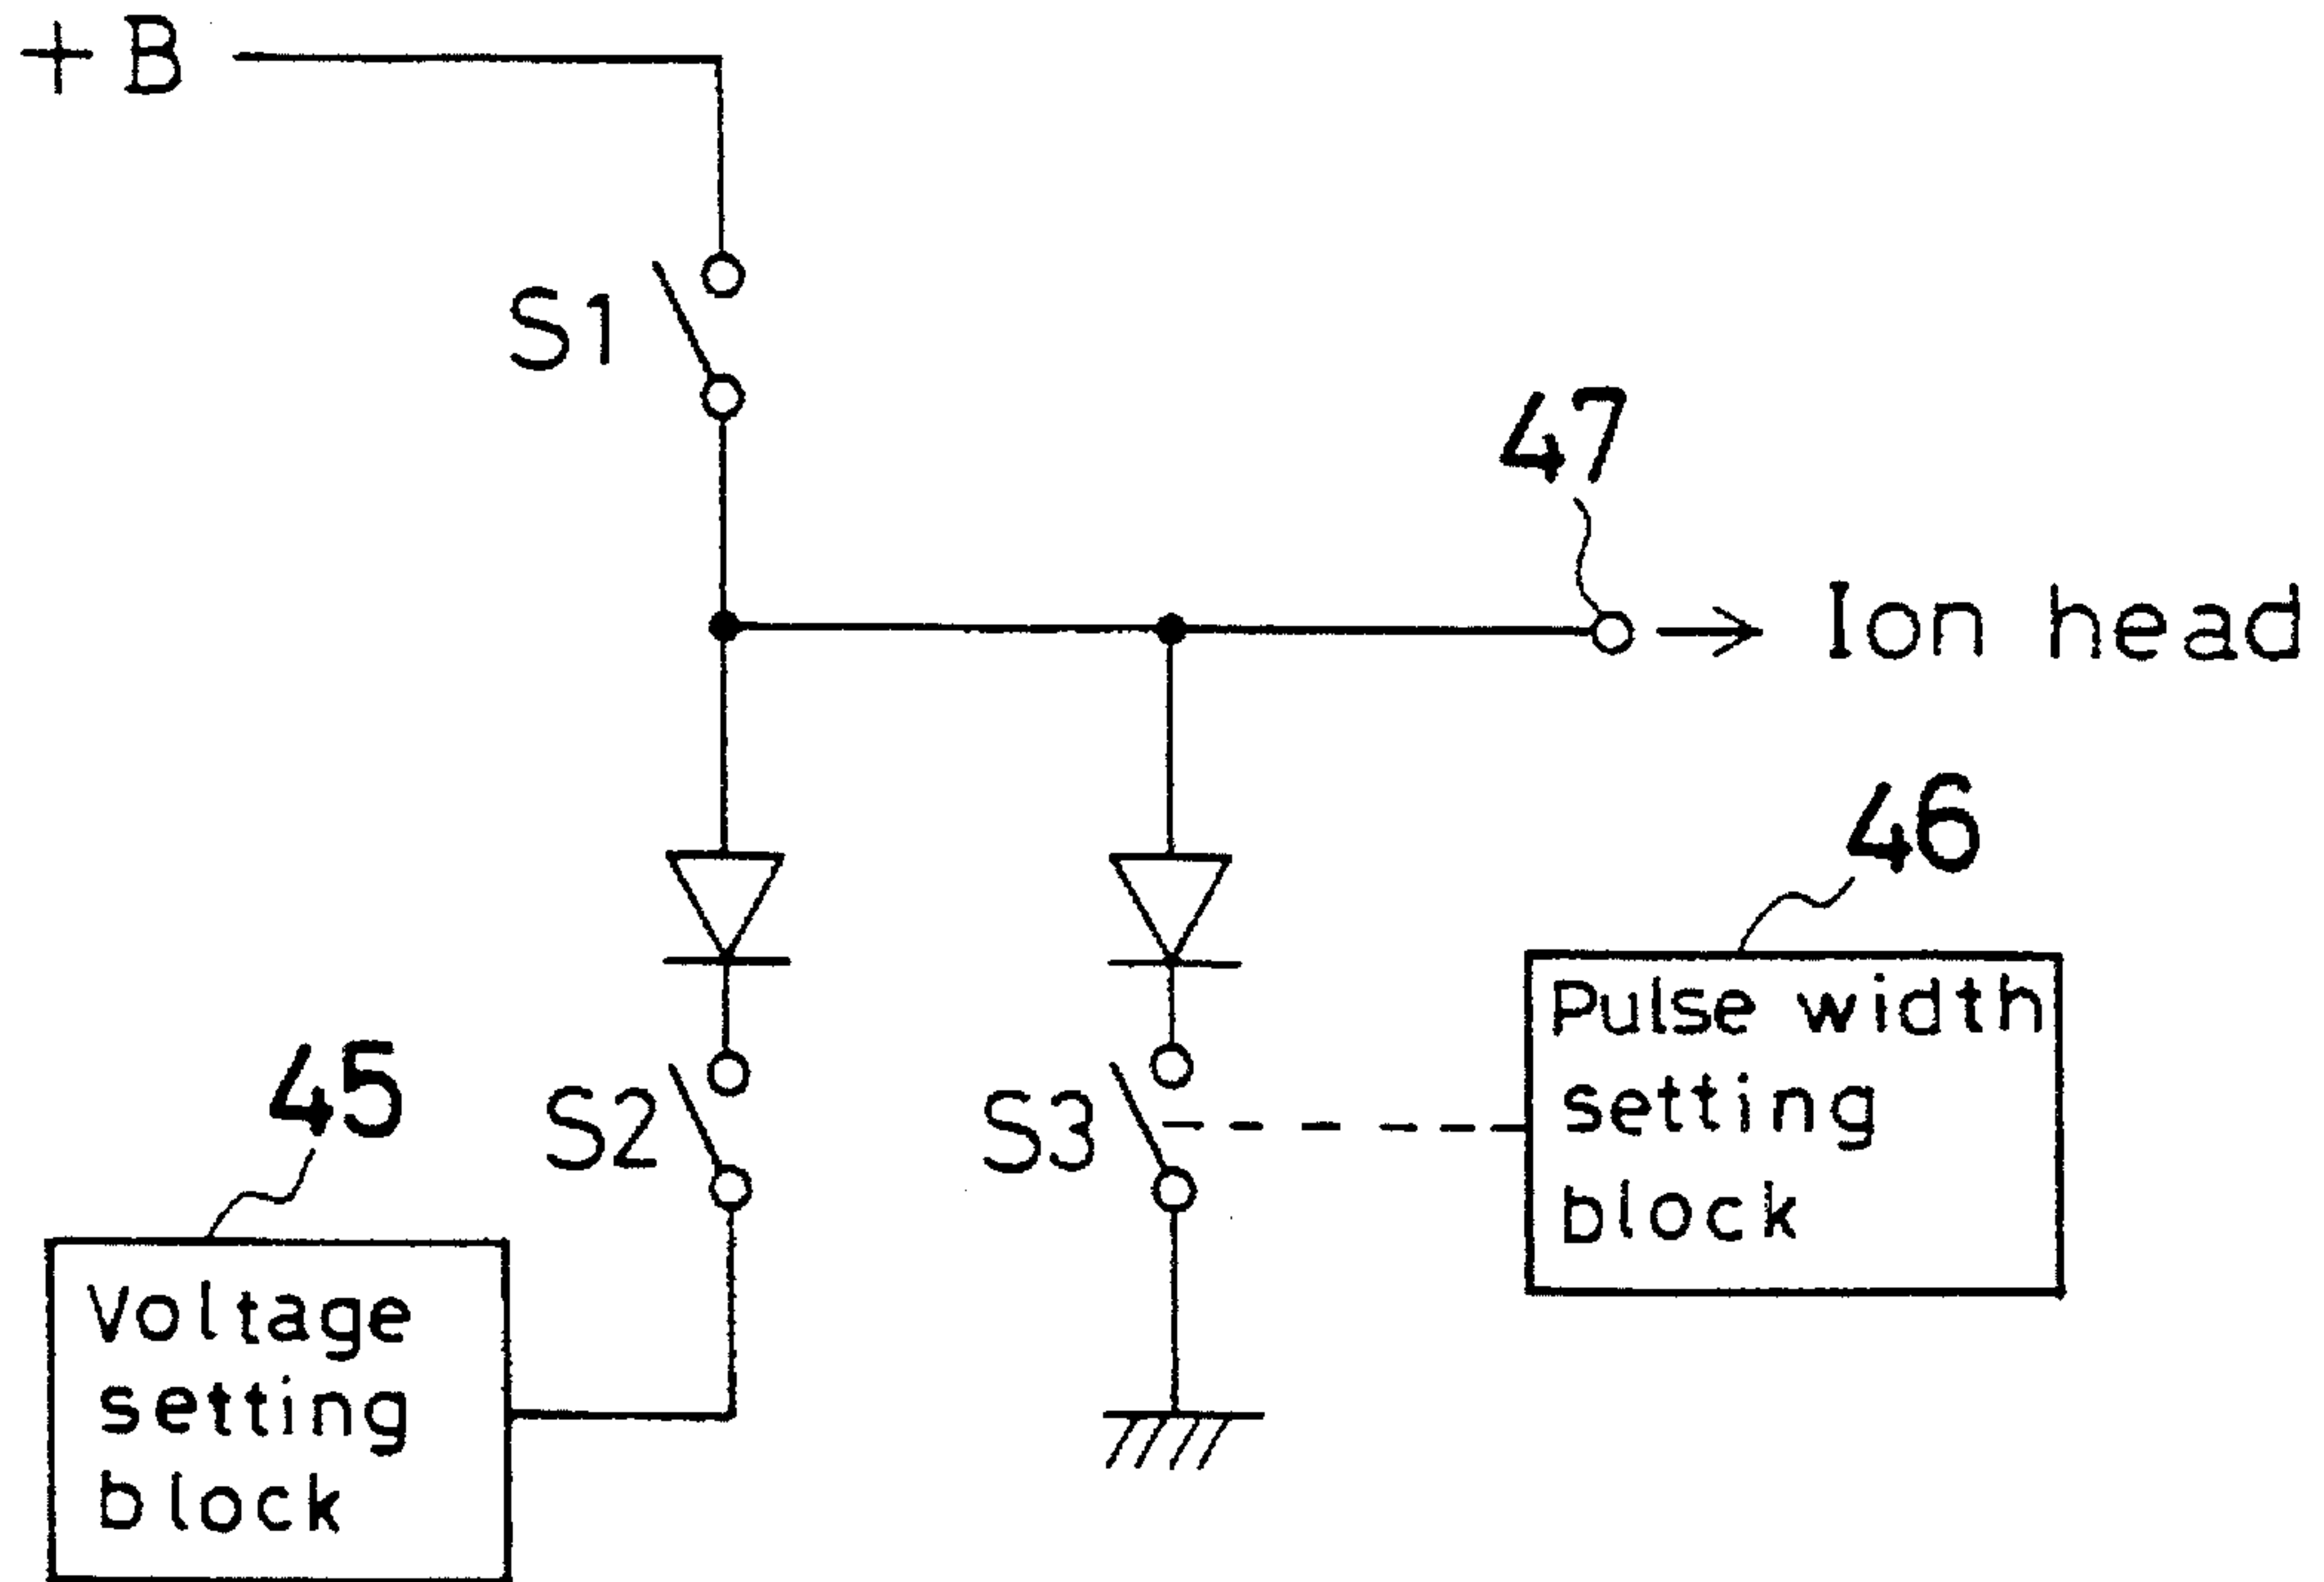 +B
S1
47
Ion head
46
Pulse width
setting
block
45
S2
S3
Voltage
setting
block